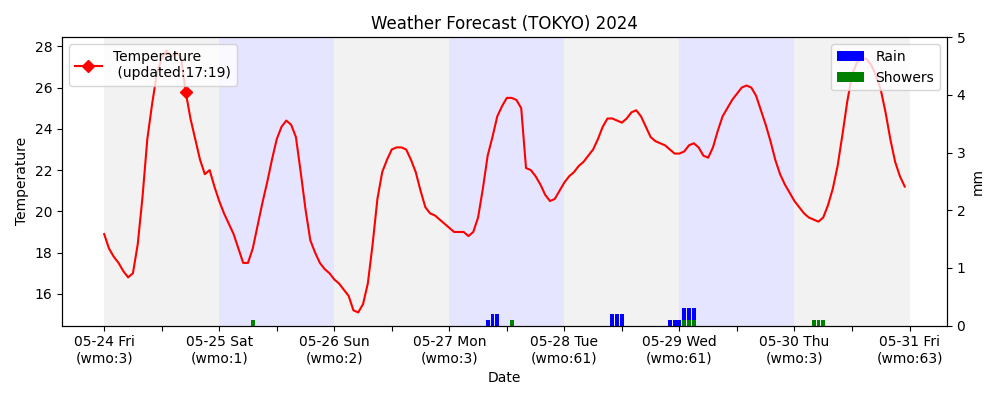 Weather Forecast (TOKYO) 2024
Temperature
(updated:17:19)
Rain
Showers
Temperature
28
26
24
22
20
18
16
5
4
3
2
1
0
mm
05-24 Fri
(wmo:3)
05-25 Sat
(wmo:1)
05-26 Sun
(wmo:2)
05-27 Mon
(wmo:3)
05-28 Tue
(wmo:61)
05-29 Wed
(wmo:61)
05-30 Thu
(wmo:3)
05-31 Fri
(wmo:63)
Date